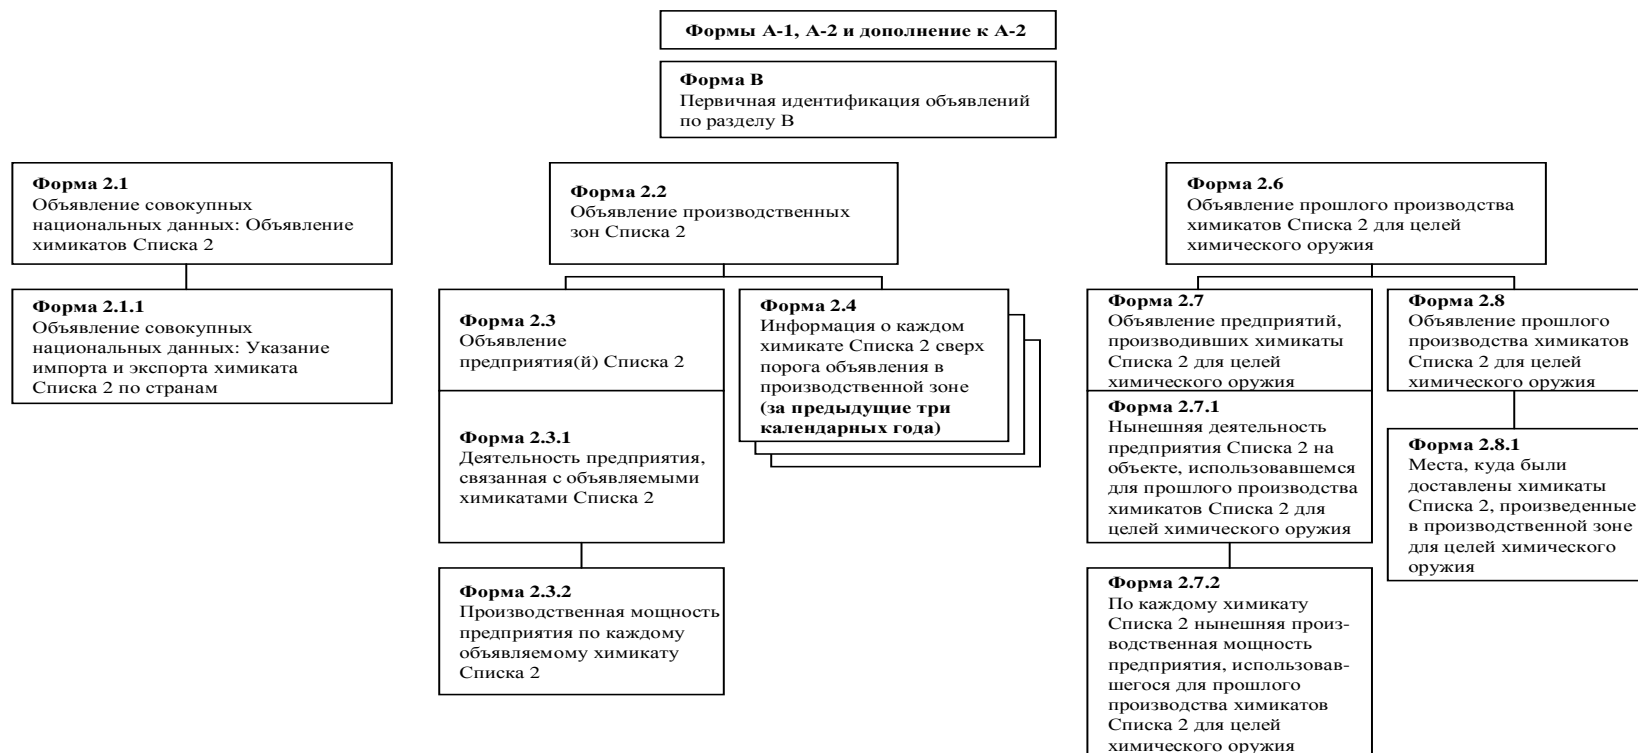 Формы А-1, А-2 и дополнение к А-2
Форма В
Первичная идентификация объявлений
по разделу В
Форма 2.1
Объявление совокупных
национальных данных: Объявление
химикатов Списка 2
Форма 2.1.1
Объявление совокупных
национальных данных: Указание
импорта и экспорта химиката
Списка 2 по странам
Форма 2.2
Объявление производственных
зон Списка 2
Форма 2.3
Объявление
предприятия(й) Списка 2
Форма 2.3.1
Деятельность предприятия,
связанная с объявляемыми
химикатами Списка 2
Форма 2.3.2
Производственная мощность
предприятия по каждому
объявляемому химикату
Списка 2
Форма 2.4
Информация о каждом
химикате Списка 2 сверх
порога объявления в
производственной зоне
(за предыдущие три
календарных года)
Форма 2.6
Объявление прошлого производства
химикатов Списка 2 для целей
химического оружия
Форма 2.7
Объявление предприятий,
производивших химикаты
Списка 2 для целей
химического оружия
Форма 2.7.1
Нынешняя деятельность
предприятия Списка 2 на
объекте, использовавшемся
для прошлого производства
химикатов Списка 2 для
целей химического оружия
Форма 2.7.2
По каждому химикату
Списка 2 нынешняя произ-
водственная мощность
предприятия, использовав-
шегося для прошлого
производства химикатов
Списка 2 для целей
химического оружия
Форма 2.8
Объявление прошлого
производства химикатов
Списка 2 для целей
химического оружия
Форма 2.8.1
Места, куда были
доставлены химикаты
Списка 2, произведенные
в производственной зоне
для целей химического
оружия